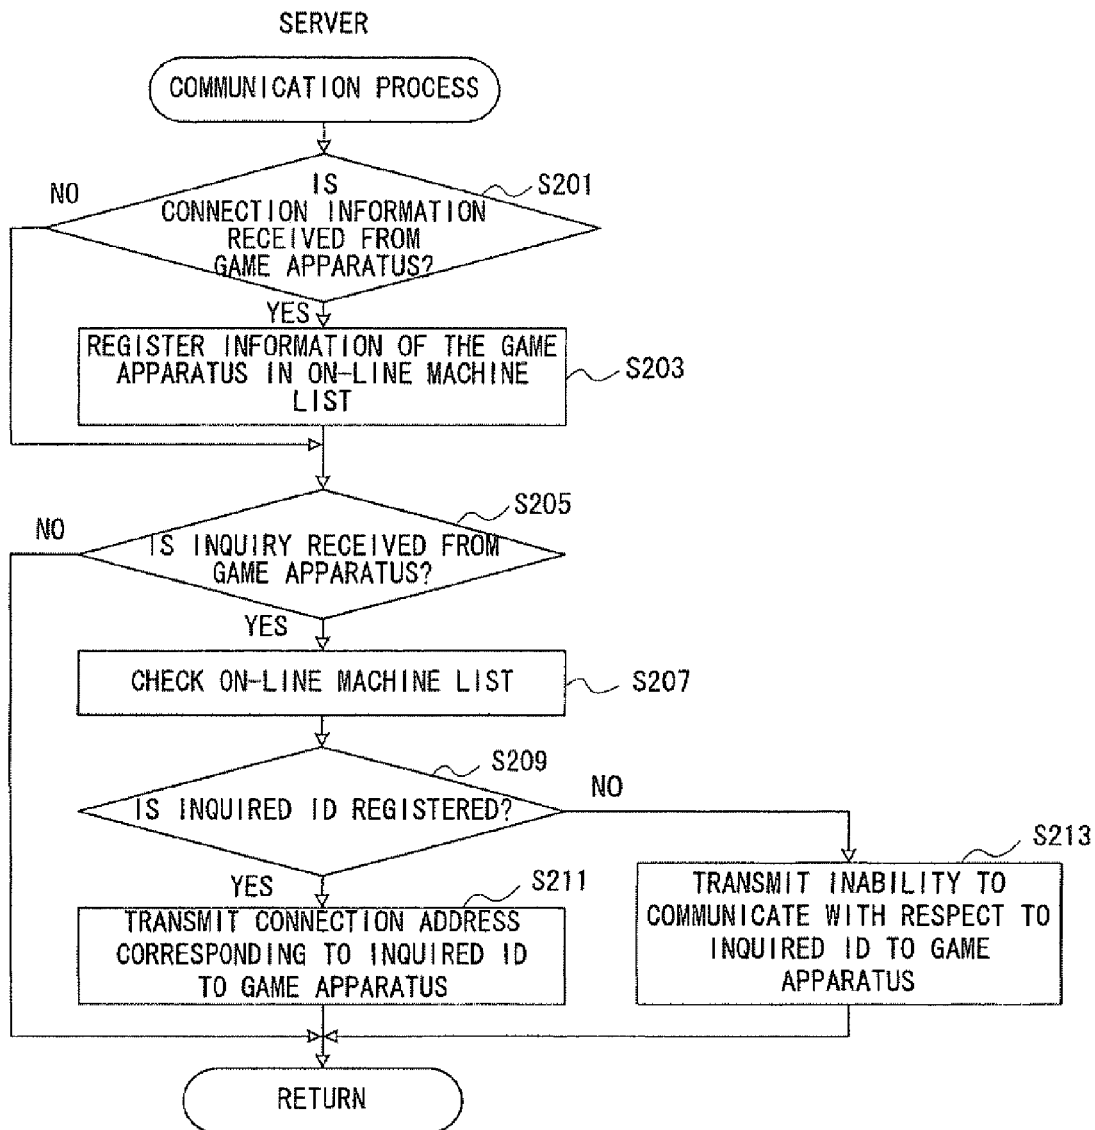 SERVER
COMMUNICATION PROCESS
NO
S201
IS
CONNECTION INFORMATION
RECEIVED FROM
GAME APPARATUS?
YES
REGISTER INFORMATION OF THE GAME
APPARATUS IN ON-LINE MACHINE
LIST
S203
S205
NO
IS INQUIRY RECEIVED FROM
GAME APPARATUS?
YES
CHECK ON-LINE MACHINE LIST
S207
S209
IS INQUIRED ID REGISTERED?
NO
YES
S211
S213
TRANSMIT CONNECTION ADDRESS
CORRESPONDING TO INQUIRED ID
TO GAME APPARATUS
TRANSMIT INABILITY TO
COMMUNICATE WITH RESPECT TO
INQUIRED ID TO GAME
APPARATUS
RETURN